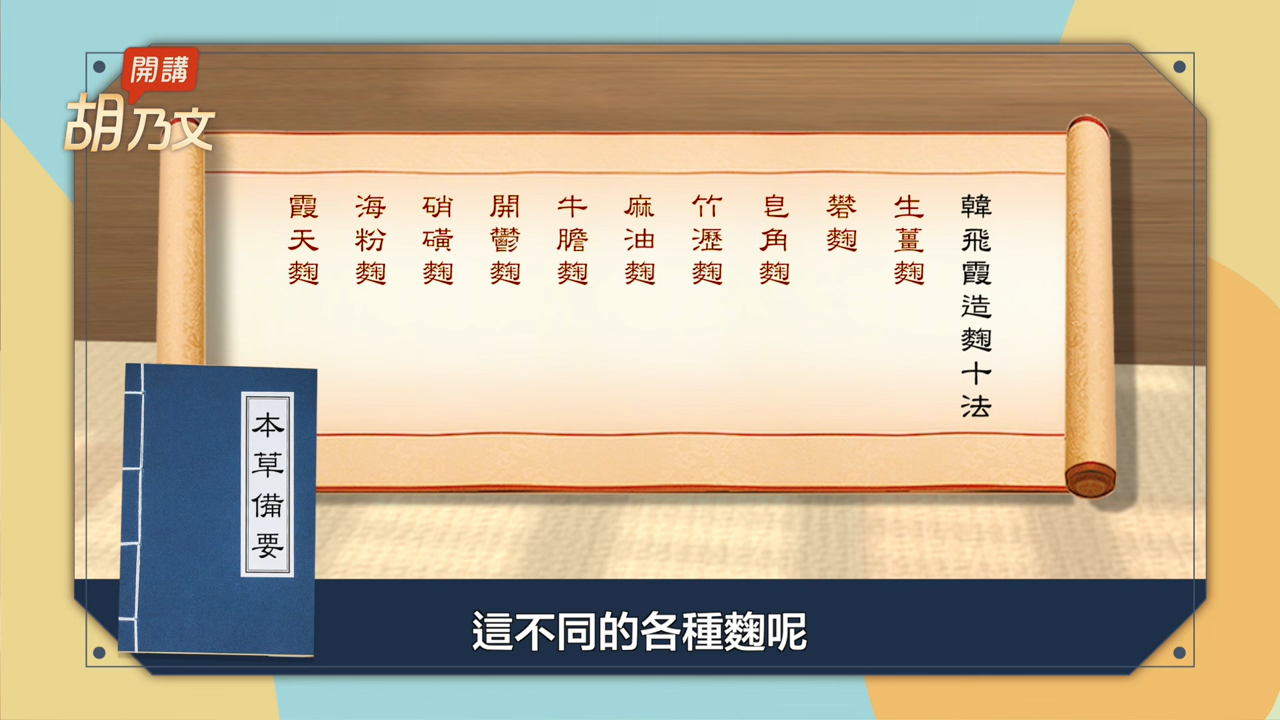 開講
胡乃文
韓飛霞造麴十法
生薑麴
礬麴
皂角麴
竹瀝麴
麻油麴
牛膽麴
開鬱麴
硝磺麴
海粉麴
霞天麴
本草備要
這不同的各種麴呢